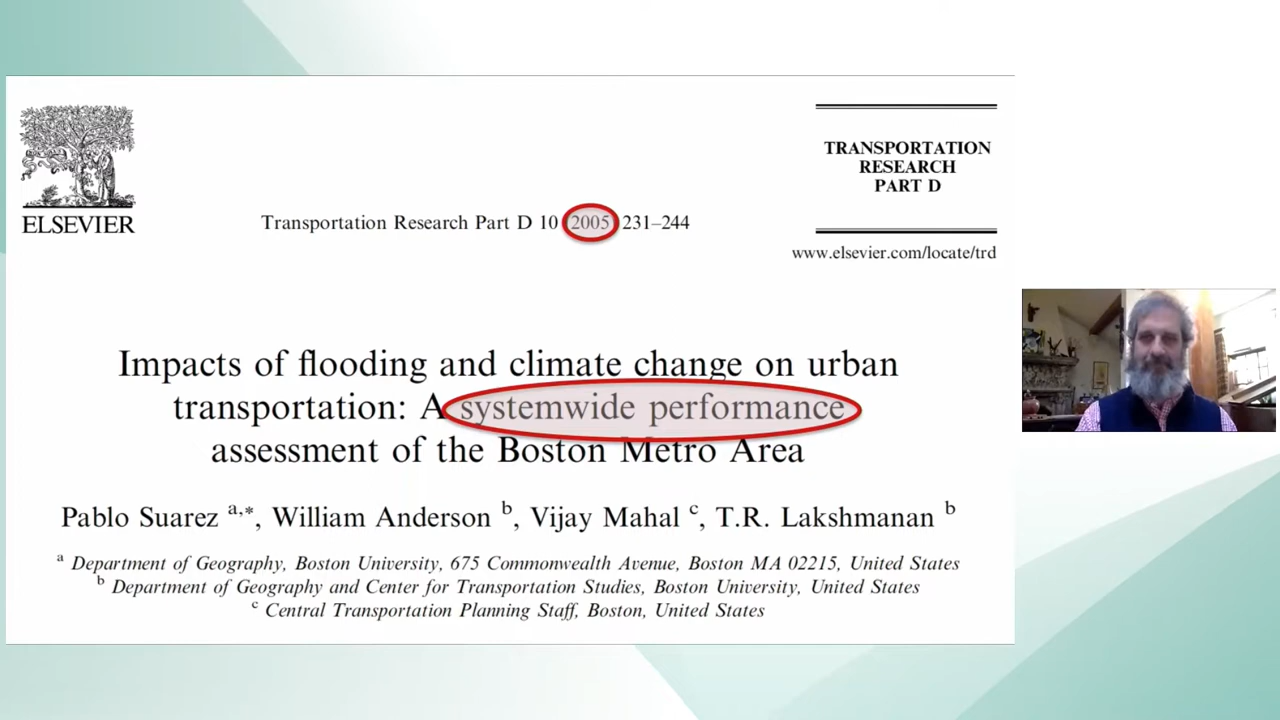 ELSEVIER
Transportation Research Part D 10 2005 231–244
TRANSPORTATION
RESEARCH
PART D
www.elsevier.com/locate/trd
Impacts of flooding and climate change on urban
transportation: A systemwide performance
assessment of the Boston Metro Area
Pablo Suarez a,*, William Anderson b, Vijay Mahal c, T.R. Lakshmanan b
a Department of Geography, Boston University, 675 Commonwealth Avenue, Boston MA 02215, United States
b Department of Geography and Center for Transportation Studies, Boston University, United States
c Central Transportation Planning Staff, Boston, United States